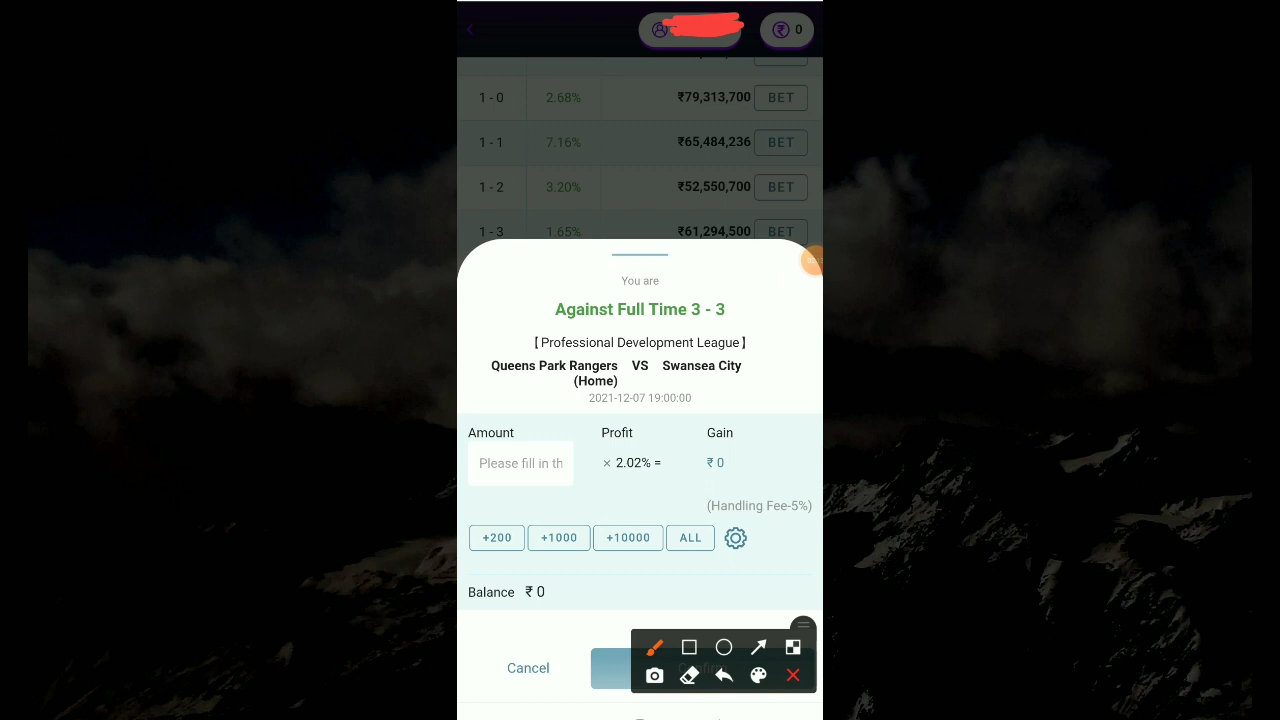 0
1 - 0 2.68% ₹79,313,700 BET
1 - 1 7.16% ₹65,484,236 BET
1 - 2 3.20% ₹52,550,700 BET
1 - 3 1.65% ₹61,294,500 BET
You are
Against Full Time 3 - 3
【Professional Development League】
Queens Park Rangers VS Swansea City
(Home)
2021-12-07 19:00:00
Amount Profit Gain
Please fill in th × 2.02% = ₹ 0
(Handling Fee-5%)
+200 +1000 +10000 ALL
Balance ₹ 0
Cancel Confirm